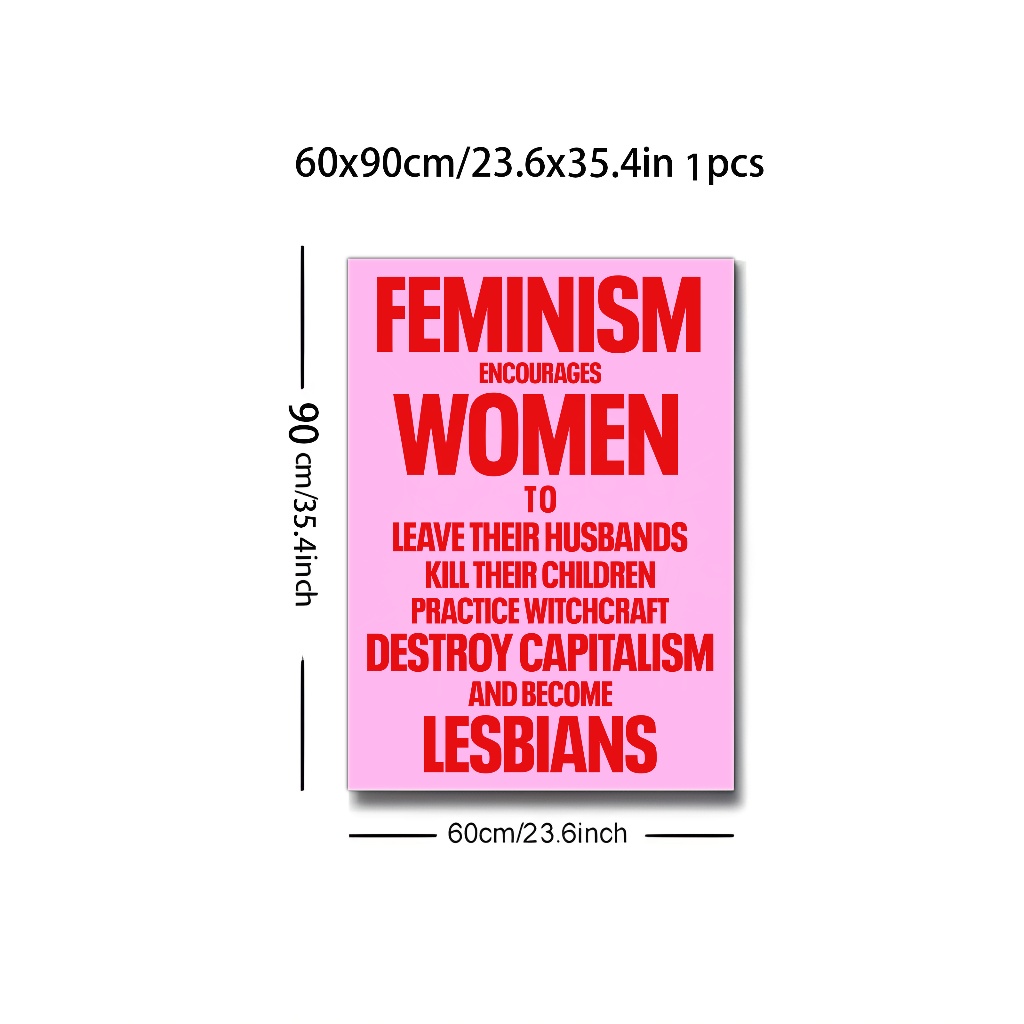 60x90cm/23.6x35.4in 1pcs
90 cm/35.4inch
FEMINISM
ENCOURAGES
WOMEN
TO
LEAVE THEIR HUSBANDS
KILL THEIR CHILDREN
PRACTICE WITCHCRAFT
DESTROY CAPITALISM
AND BECOME
LESBIANS
60cm/23.6inch